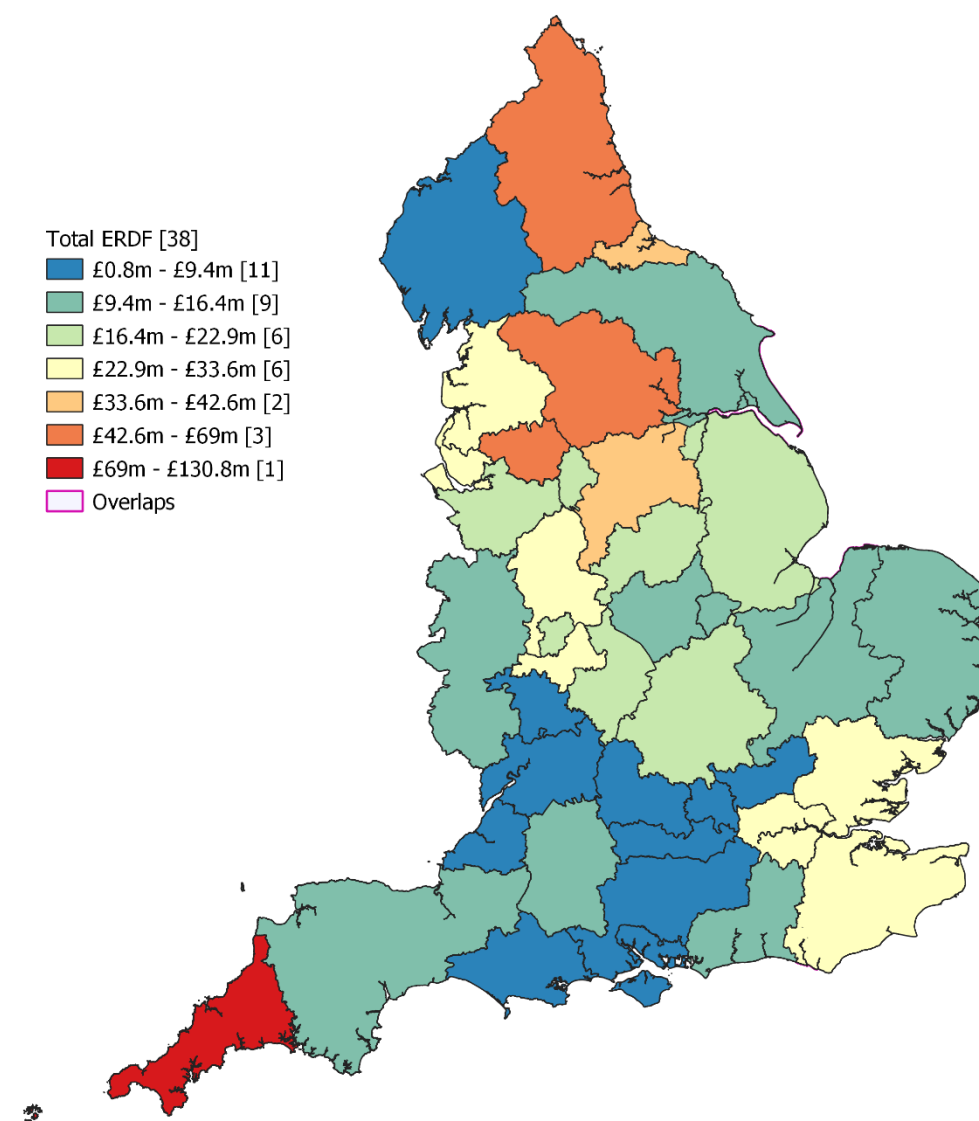 Total ERDF [38]
£0.8m - £9.4m [11]
£9.4m - £16.4m [9]
£16.4m - £22.9m [6]
£22.9m - £33.6m [6]
£33.6m - £42.6m [2]
£42.6m - £69m [3]
£69m - £130.8m [1]
Overlaps